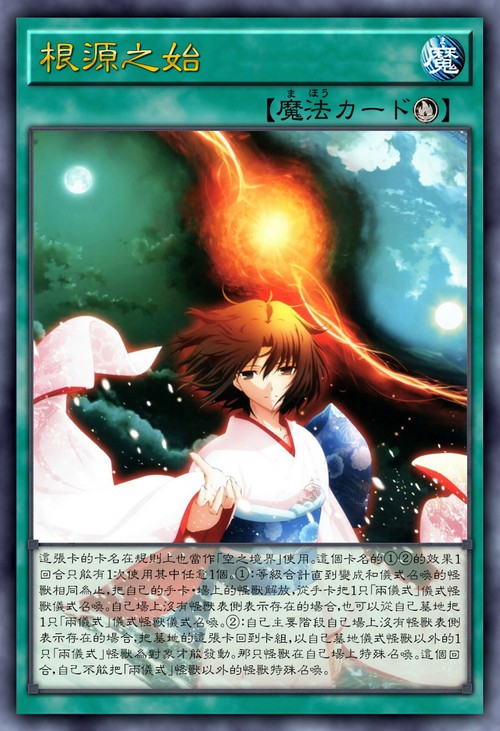 根源之始
魔
まほう
【魔法カード】
這張卡的卡名在規則上也當作「空之境界」使用。這個卡名的①②的效果1
回合只能有1次使用其中任意1個。①:等級合計直到變成和儀式召喚的怪
獸相同為止,把自己的手卡·場上的怪獸解放,從手卡把1只「兩儀式」儀式怪獸
儀式召喚。自己場上沒有怪獸表側表示存在的場合,也可以從自己墓地把
1只「兩儀式」儀式怪獸儀式召喚。②:自己主要階段自己場上沒有怪獸表側
表示存在的場合,把墓地的這張卡回到卡組,以自己墓地儀式怪獸以外的1
只「兩儀式」怪獸為對象才能發動。那只怪獸在自己場上特殊召喚。這個回
合,自己不能把「兩儀式」怪獸以外的怪獸特殊召喚。